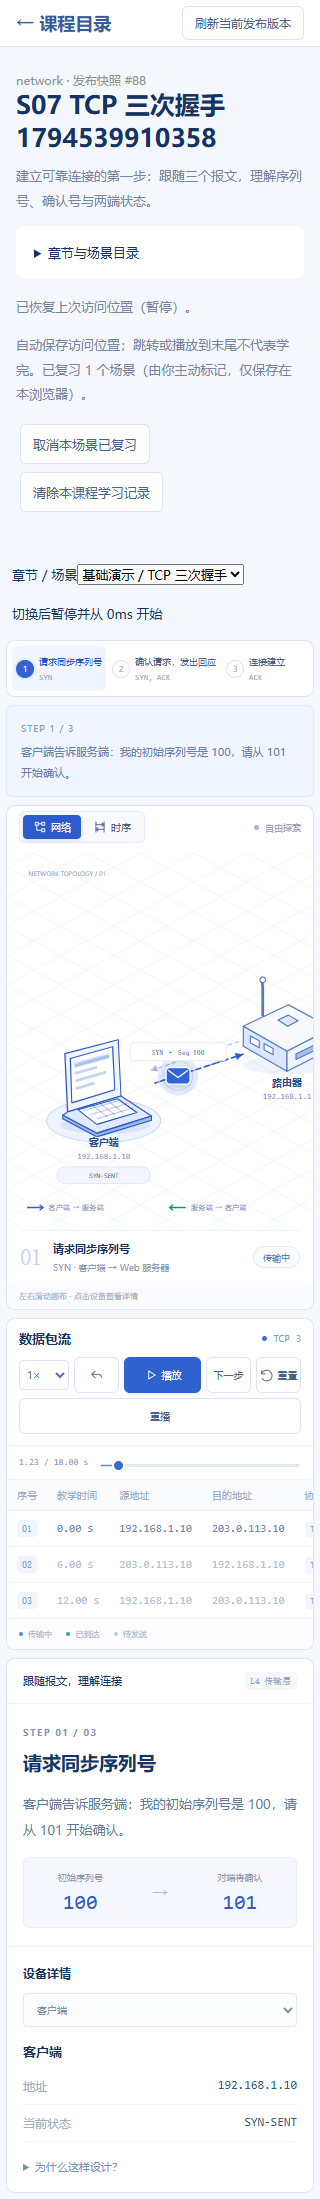 ← 课程目录
刷新当前发布版本
network · 发布快照 #88
S07 TCP 三次握手
1794539910358
建立可靠连接的第一步：跟随三个报文，理解序列
号、确认号与两端状态。
▶ 章节与场景目录
已恢复上次访问位置（暂停）。
自动保存访问位置；跳转或播放到末尾不代表学
完。已复习 1 个场景（由你主动标记，仅保存在
本浏览器）。
取消本场景已复习
清除本课程学习记录
章节 / 场景 基础演示 / TCP 三次握手
切换后暂停并从 0ms 开始
1 请求同步序列号
SYN
2 确认请求，发出回应
SYN, ACK
3 连接建立
ACK
STEP 1 / 3
客户端告诉服务端：我的初始序列号是 100，请从 101
开始确认。
网络
时序
自由探索
NETWORK TOPOLOGY / 01
SYN • Seq 100
路由器
192.168.1.1
客户端
192.168.1.10
SYN-SENT
客户端 → 服务端
服务端 → 客户端
01 请求同步序列号
SYN · 客户端 → Web 服务器
传输中
左右滑动画布 · 点击设备查看详情
数据包流
TCP 3
1×
播放
下一步
重置
重播
1.23 / 18.00 s
序号 教学时间 源地址 目的地址 协
01 0.00 s 192.168.1.10 203.0.113.10 T
02 6.00 s 203.0.113.10 192.168.1.10 T
03 12.00 s 192.168.1.10 203.0.113.10 T
传输中 已到达 待发送
跟随报文，理解连接
L4 传输层
STEP 01 / 03
请求同步序列号
客户端告诉服务端：我的初始序列号是 100，请
从 101 开始确认。
初始序列号
100
→
对端将确认
101
设备详情
客户端
客户端
地址 192.168.1.10
当前状态 SYN-SENT
▶ 为什么这样设计？